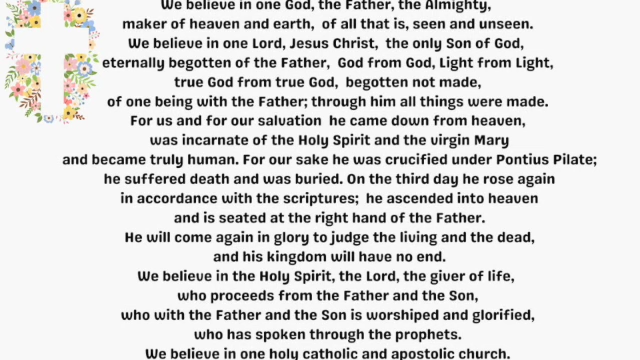 We believe in one God, the Father, the Almighty,
maker of heaven and earth, of all that is, seen and unseen.
We believe in one Lord, Jesus Christ, the only Son of God,
eternally begotten of the Father, God from God, Light from Light,
true God from true God, begotten not made,
of one being with the Father; through him all things were made.
For us and for our salvation he came down from heaven,
was incarnate of the Holy Spirit and the virgin Mary
and became truly human. For our sake he was crucified under Pontius Pilate;
he suffered death and was buried. On the third day he rose again
in accordance with the scriptures; he ascended into heaven
and is seated at the right hand of the Father.
He will come again in glory to judge the living and the dead,
and his kingdom will have no end.
We believe in the Holy Spirit, the Lord, the giver of life,
who proceeds from the Father and the Son,
who with the Father and the Son is worshiped and glorified,
who has spoken through the prophets.
We believe in one holy catholic and apostolic church.